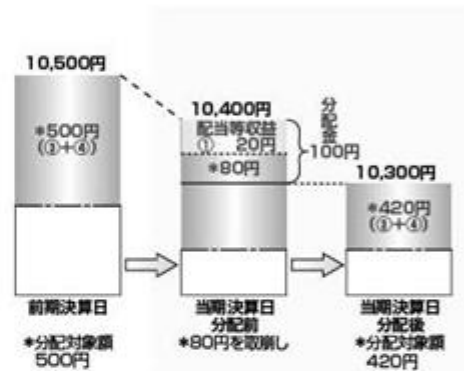 10,500円
*500円
(③+④)
前期決算日
*分配対象額
500円
10,400円
配当等収益
① 20円
*80円
分配金
100円
当期決算日
分配前
*80円を取崩し
10,300円
*420円
(③+④)
当期決算日
分配後
*分配対象額
420円